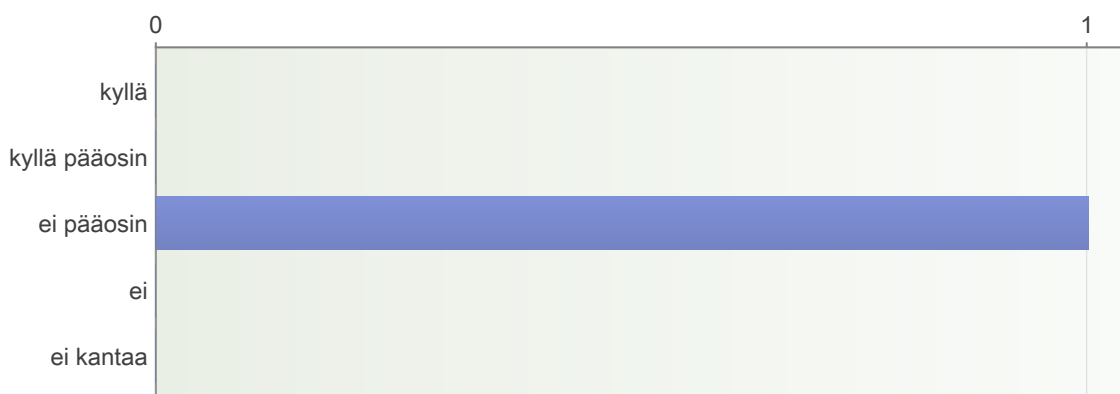 0 1
kyllä
kyllä pääosin
ei pääosin
ei
ei kantaa